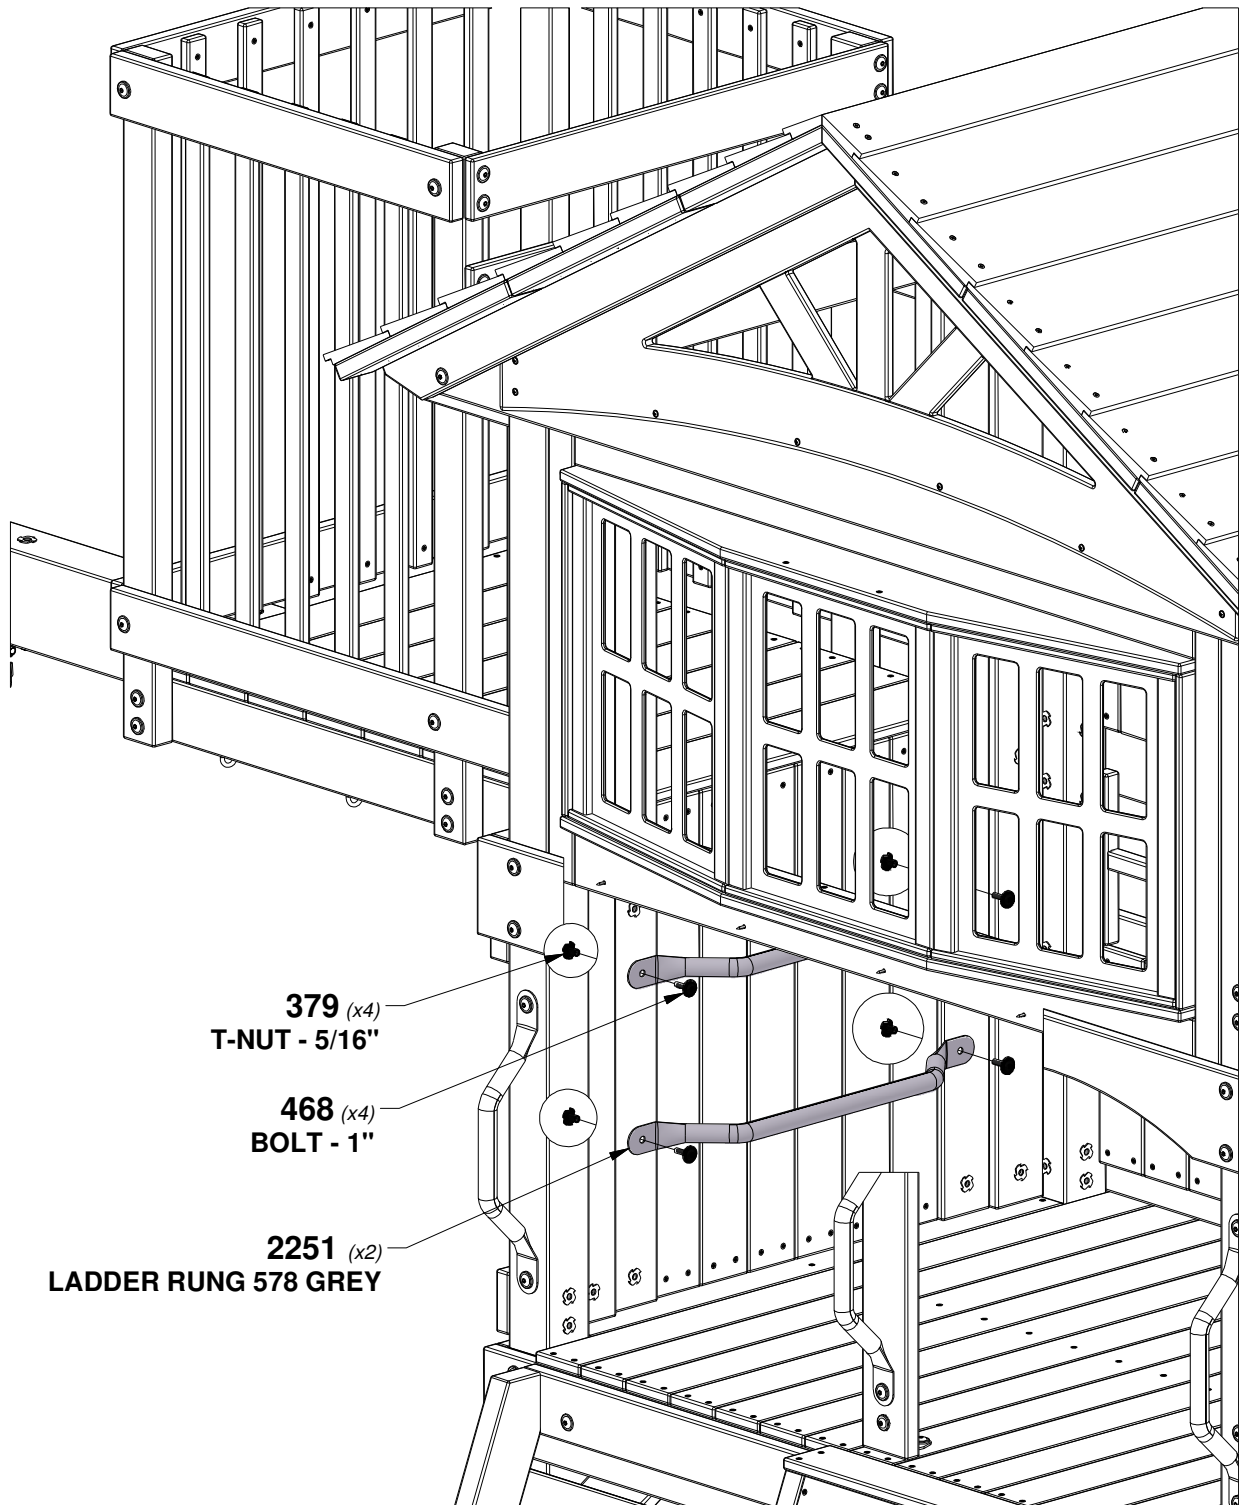 379 (x4)
T-NUT - 5/16"
468 (x4)
BOLT - 1"
2251 (x2)
LADDER RUNG 578 GREY